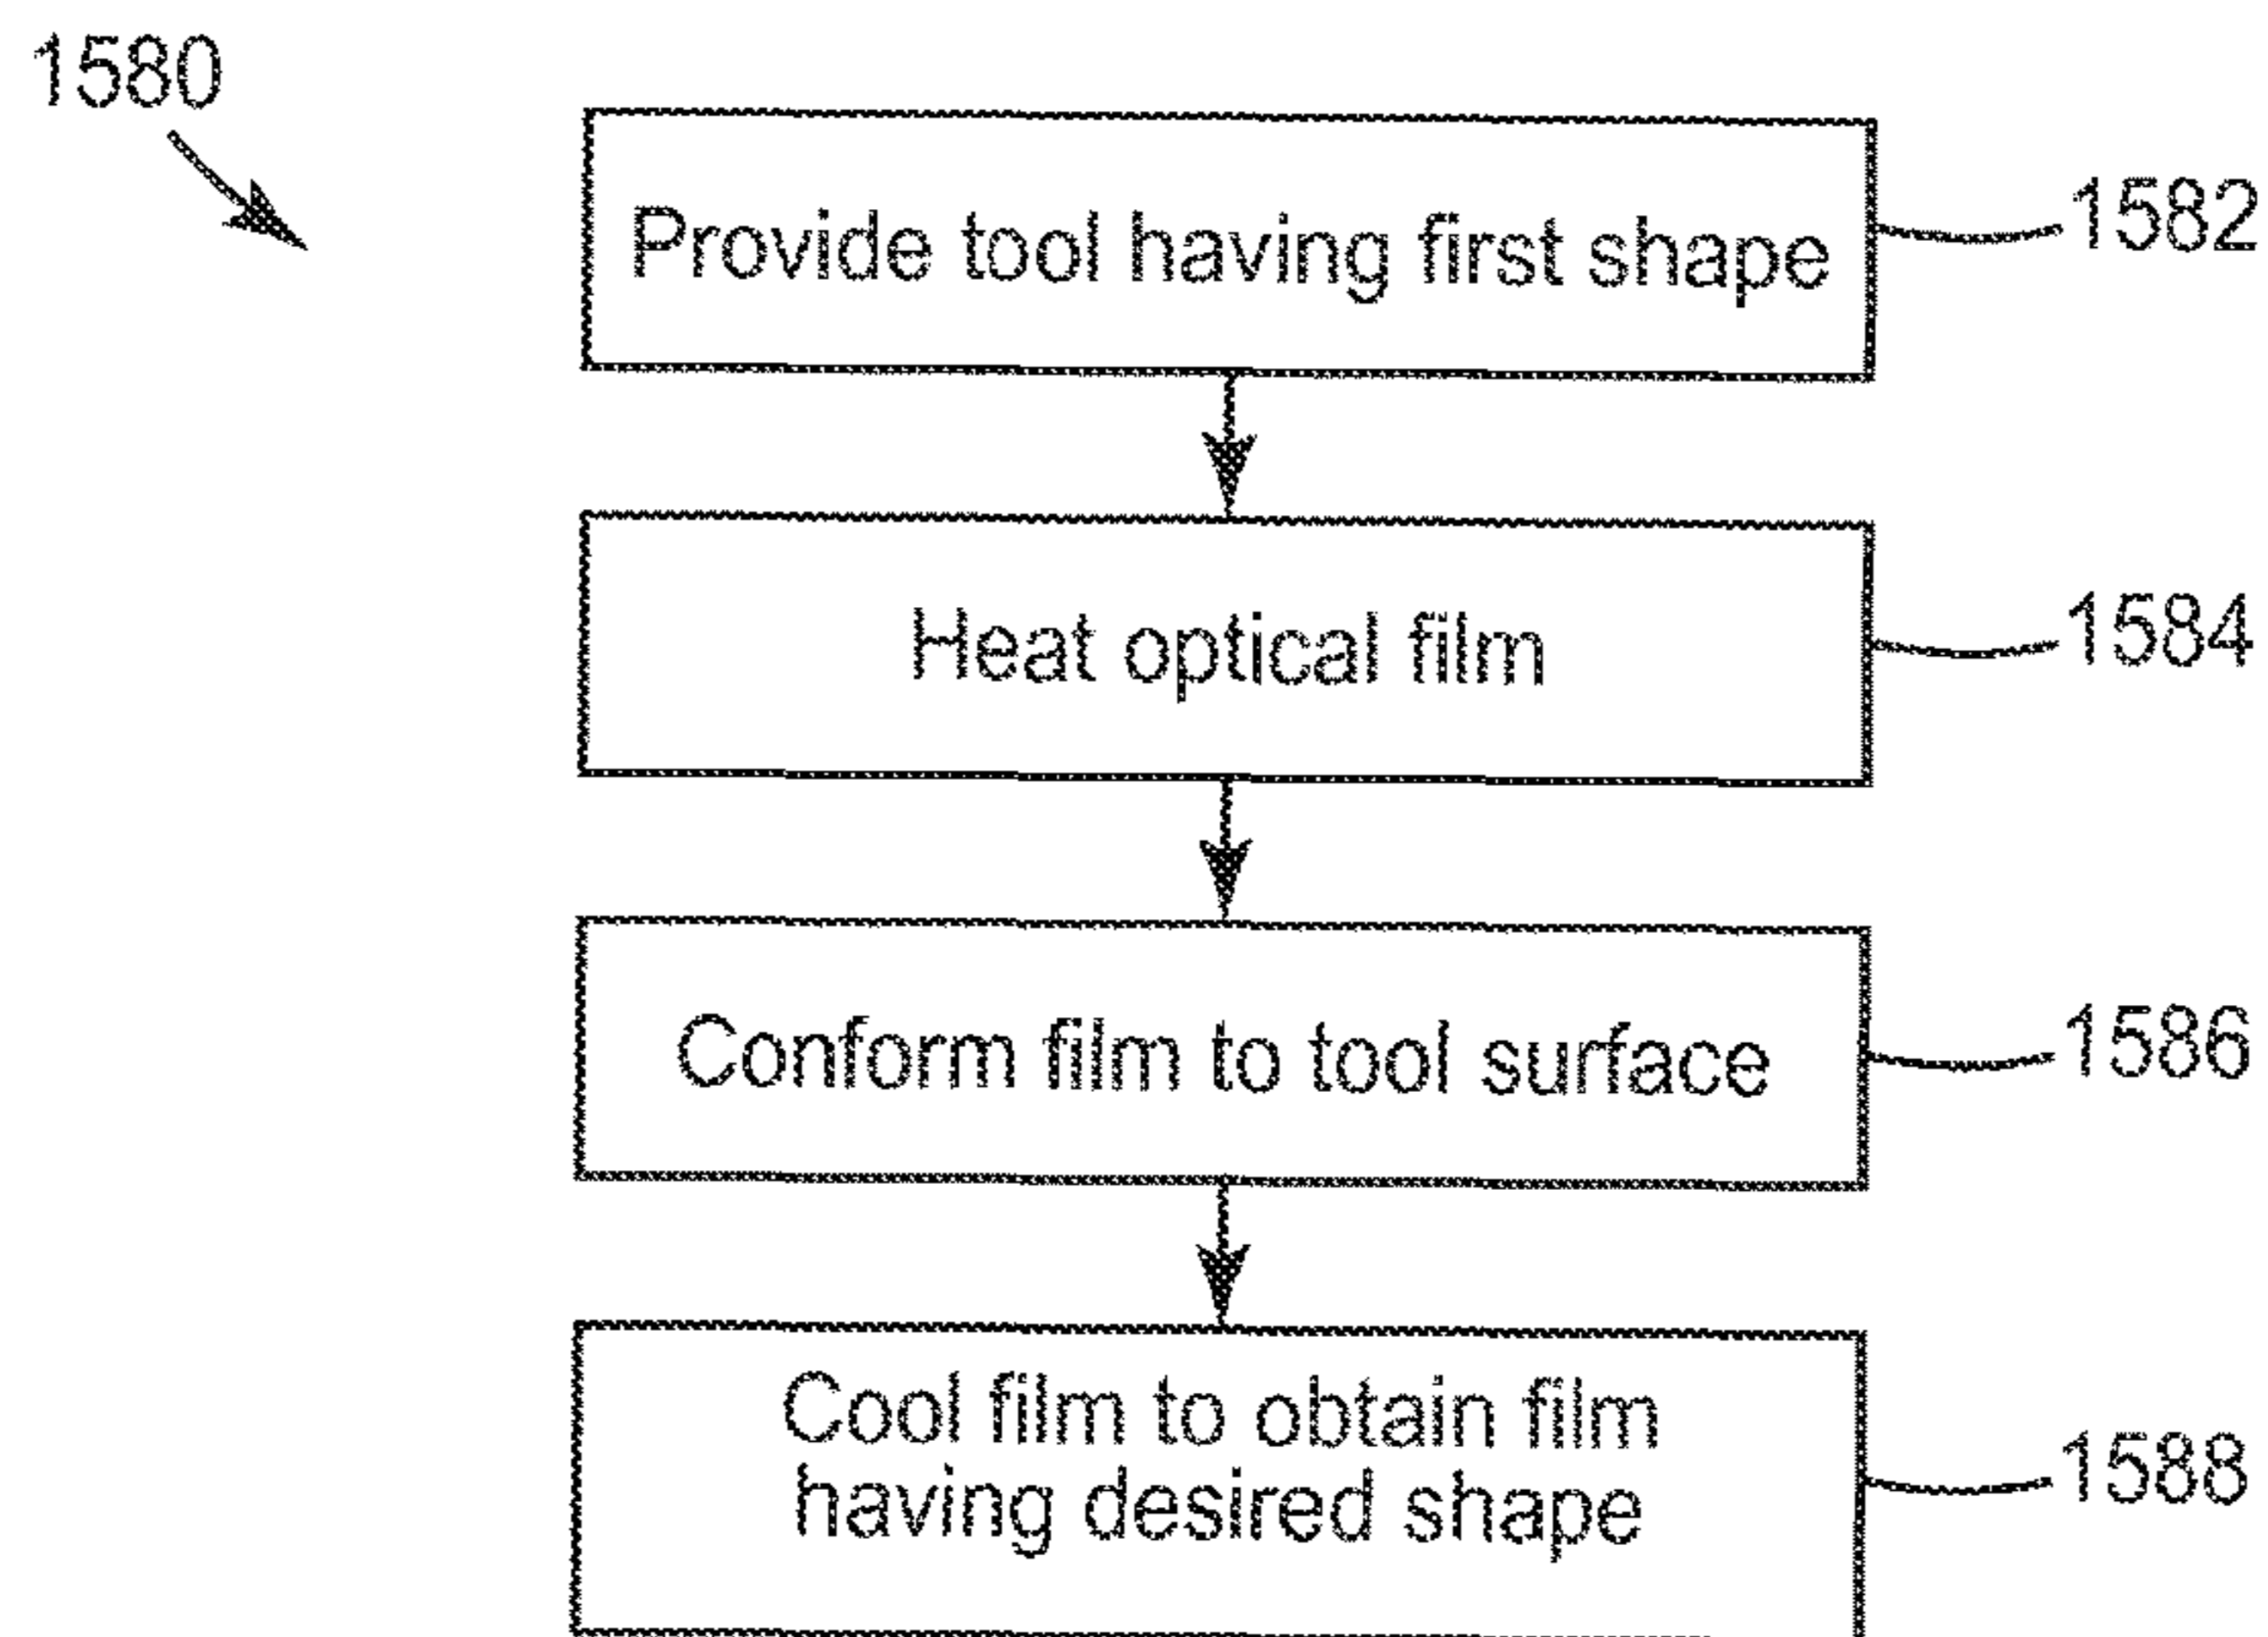 1580
Provide tool having first shape
1582
Heat optical film
1584
Conform film to tool surface
1586
Cool film to obtain film
having desired shape
1588